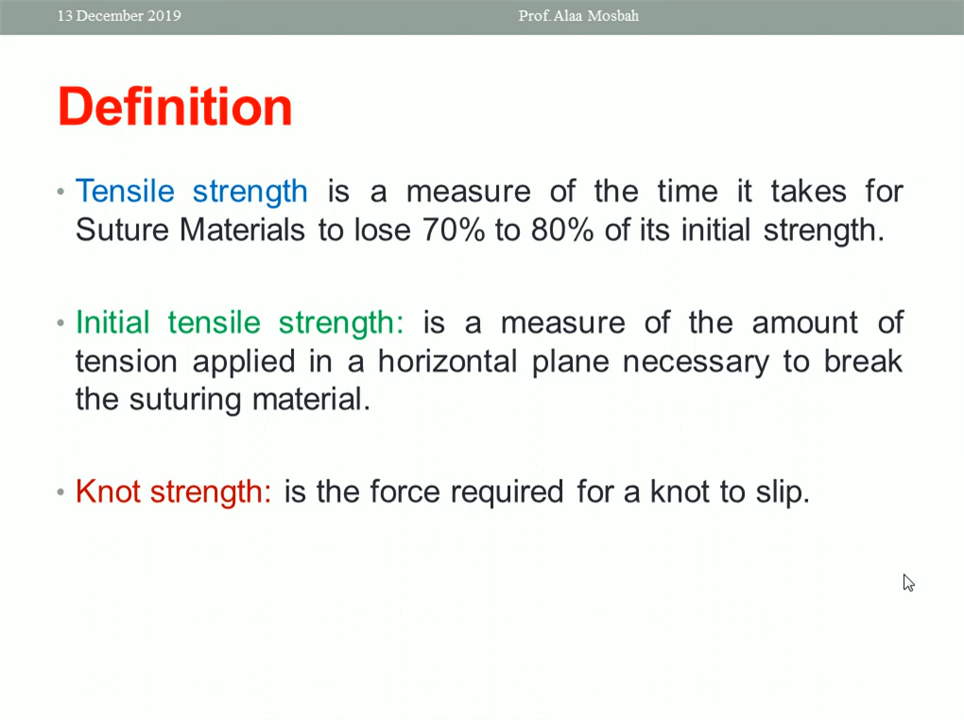 13 December 2019 Prof. Alaa Mosbah
Definition
• Tensile strength is a measure of the time it takes for
Suture Materials to lose 70% to 80% of its initial strength.
• Initial tensile strength: is a measure of the amount of
tension applied in a horizontal plane necessary to break
the suturing material.
• Knot strength: is the force required for a knot to slip.